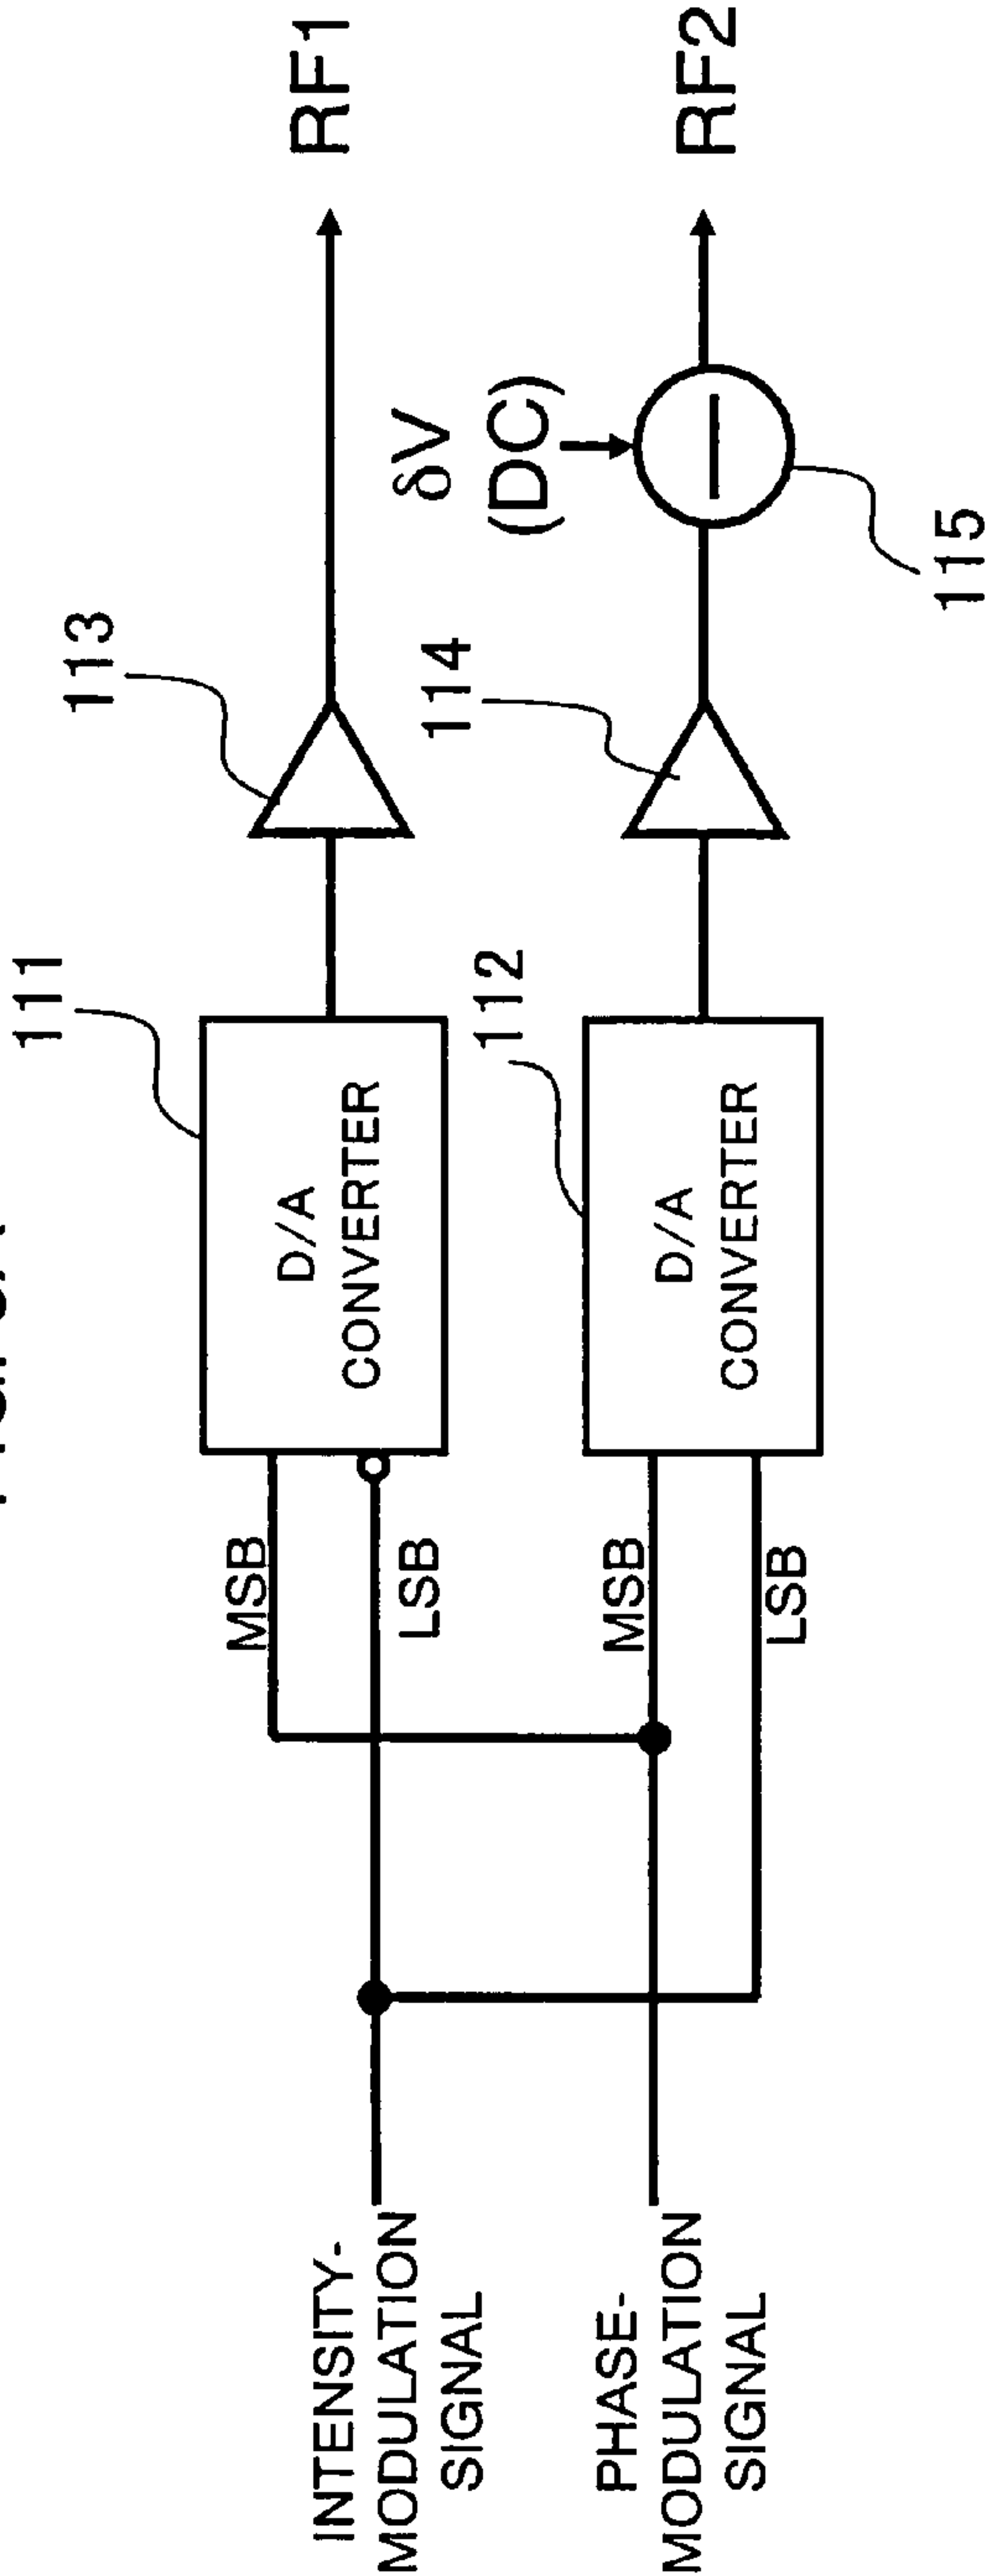 INTENSITY-
MODULATION
SIGNAL
PHASE-
MODULATION
SIGNAL
MSB
LSB
MSB
LSB
111
D/A
CONVERTER
112
D/A
CONVERTER
113
114
δV
(DC)
115
RF1
RF2